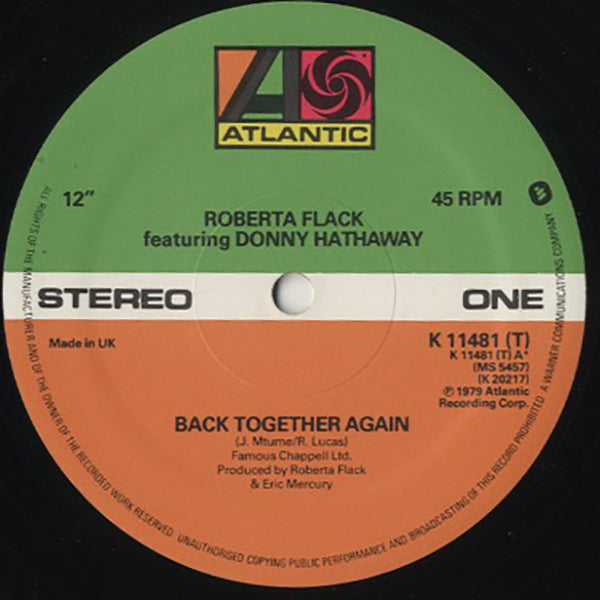 ATLANTIC
12"
45 RPM
ROBERTA FLACK
featuring DONNY HATHAWAY
STEREO
ONE
Made in UK
K 11481 (T)
K 11481 (T) A*
(MS 5457)
(K 20217)
℗ 1979 Atlantic
Recording Corp.
BACK TOGETHER AGAIN
(J. Mtume/R. Lucas)
Famous Chappell Ltd.
Produced by Roberta Flack
& Eric Mercury
ALL RIGHTS OF THE MANUFACTURER AND OF THE OWNER OF THE RECORDED WORK RESERVED. UNAUTHORISED COPYING PUBLIC PERFORMANCE AND BROADCASTING OF THIS RECORD PROHIBITED. A WARNER COMMUNICATIONS COMPANY